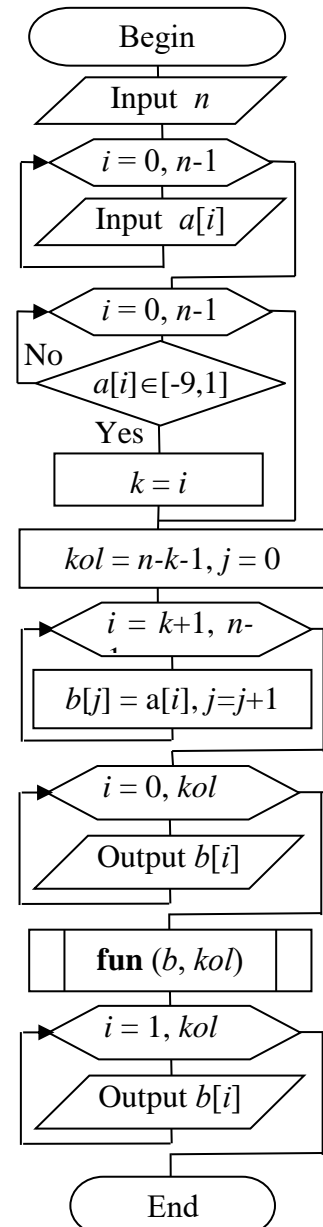 Begin
Input n
i = 0, n-1
Input a[i]
i = 0, n-1
No
a[i]∈[-9,1]
Yes
k = i
kol = n-k-1, j = 0
i = k+1, n-
b[j] = a[i], j=j+1
i = 0, kol
Output b[i]
fun (b, kol)
i = 1, kol
Output b[i]
End